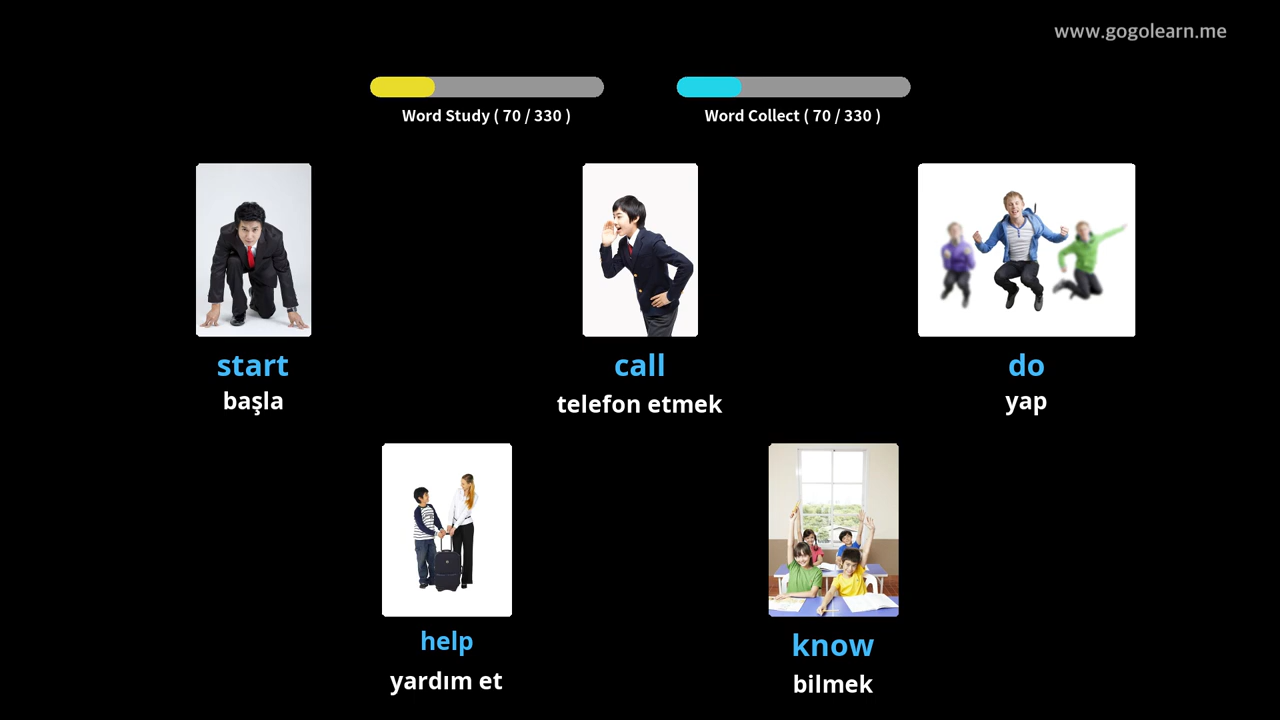 www.gogolearn.me
Word Study ( 70 / 330 )
Word Collect ( 70 / 330 )
start
başla
call
telefon etmek
do
yap
help
yardım et
know
bilmek